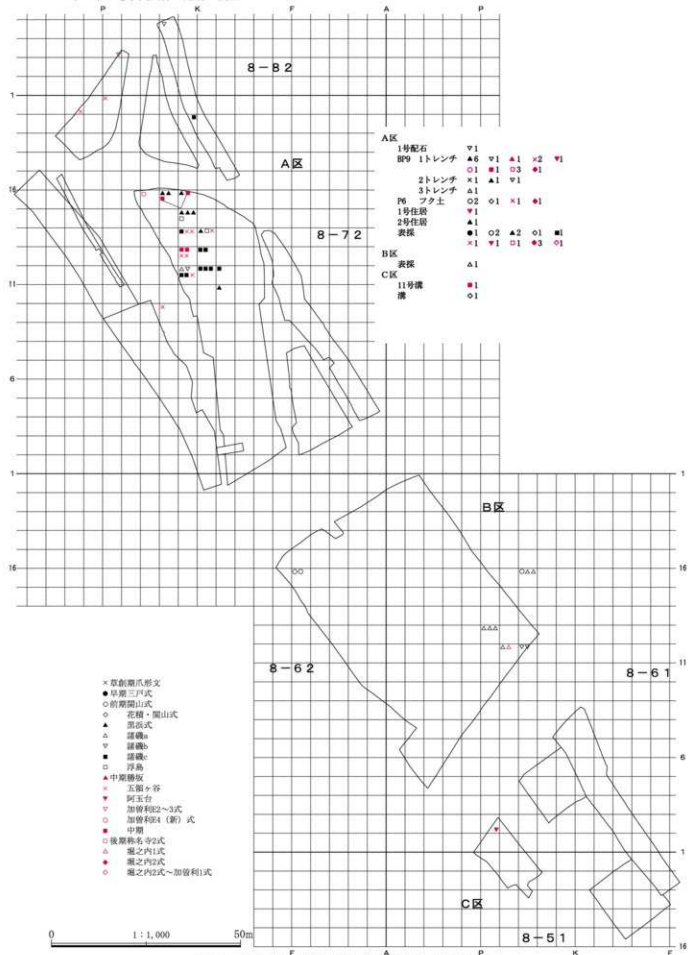 P K F A P
8-82
1
A区
16
8-72
11
6
1
A区
1号配石 ▽1
BP9 1トレンチ ▲6 ▽1 ▲1 ×2 ▼1
○1 ■1 □3 ◆1
2トレンチ ×1 ▲1 ▽1
3トレンチ △1
P6 フク土 ○2 ◇1 ×1 ◆1
1号住居 ▼1
2号住居 ▲1
表採 ●1 ○2 ▲2 ◇1 ■1
×1 ▼1 □1 ◆3 ◇1
B区
表採 △1
C区
11号溝 ■1
溝 ◇1
1
B区
16
16
11
8-62
8-61
6
1
C区
8-51
16
×草創期爪形文
●早期三戸式
○前期関山式
◇ 花積・関山式
▲ 黒浜式
△ 諸磯a
▽ 諸磯b
■ 諸磯c
□ 浮島
▲中期勝坂
× 五領ヶ谷
▼ 阿玉台
▽ 加曽利E2～3式
○ 加曽利E4（新）式
■ 中期
□後期称名寺2式
△ 堀之内1式
◆ 堀之内2式
◇ 堀之内2式～加曽利1式
0 1:1,000 50m
F A P K F